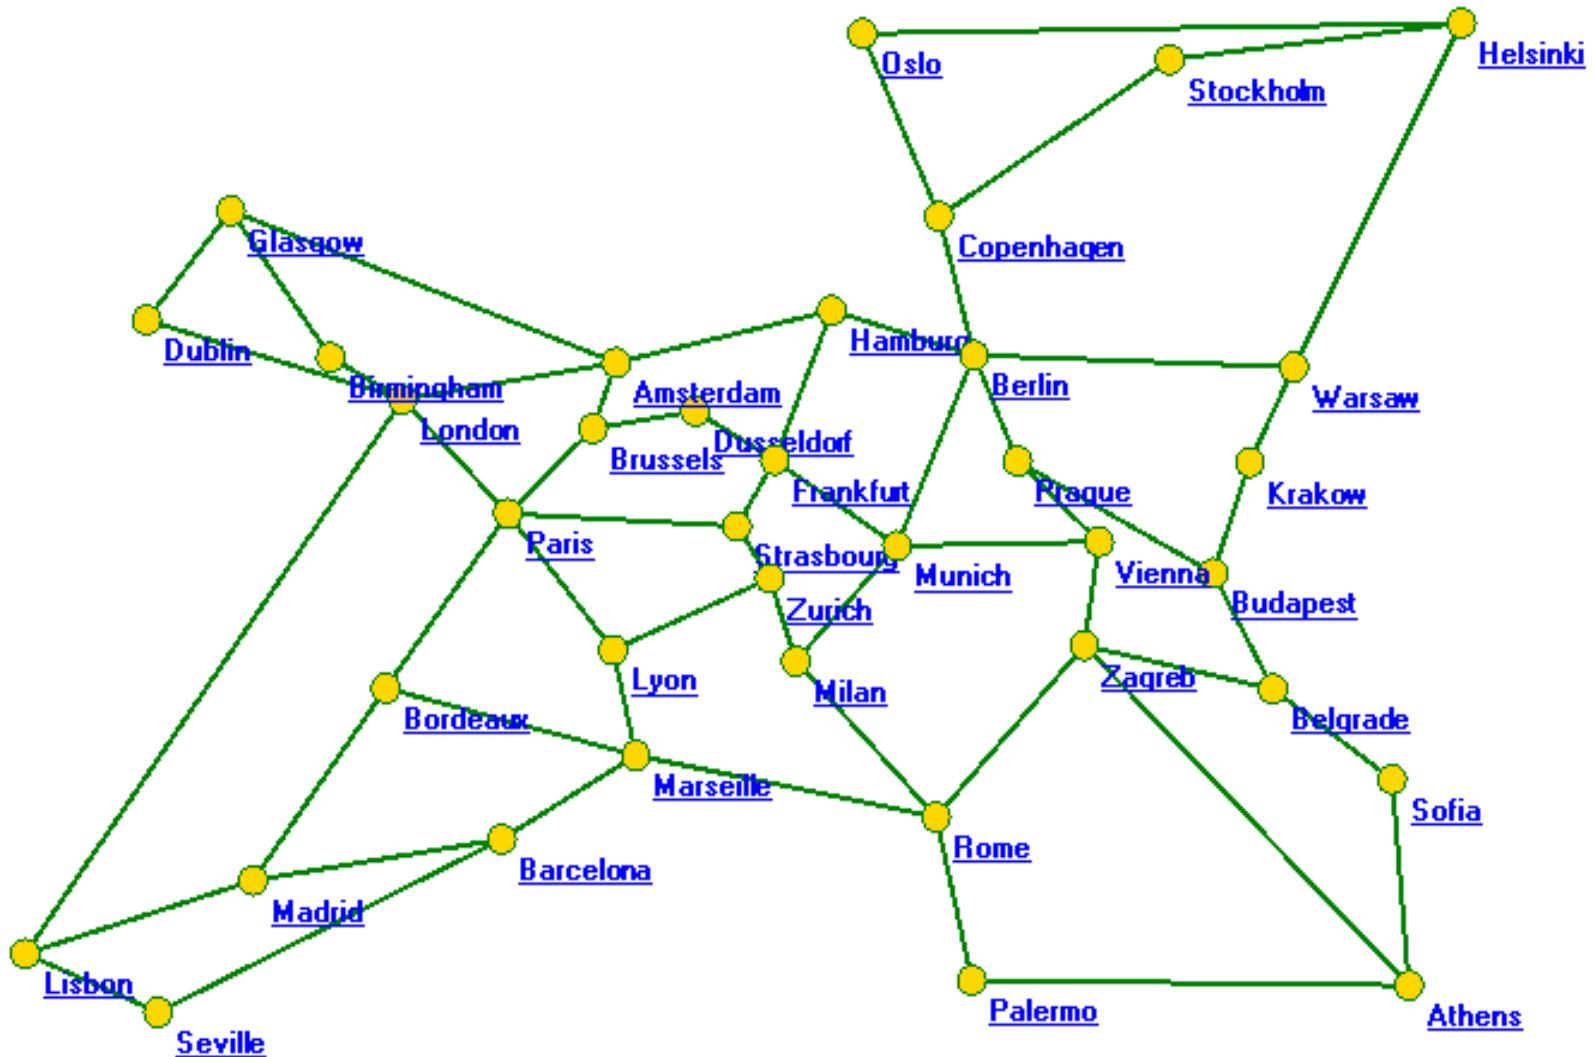 Oslo
Helsinki
Stockholm
Glasgow
Copenhagen
Hamburg
Dublin
Birmingham
Amsterdam
Berlin
Warsaw
London
Dusseldorf
Brussels
Frankfurt
Prague
Krakow
Paris
Strasbourg
Munich
Vienna
Budapest
Zurich
Lyon
Milan
Zagreb
Bordeaux
Belgrade
Marseille
Sofia
Rome
Barcelona
Madrid
Lisbon
Palermo
Athens
Seville